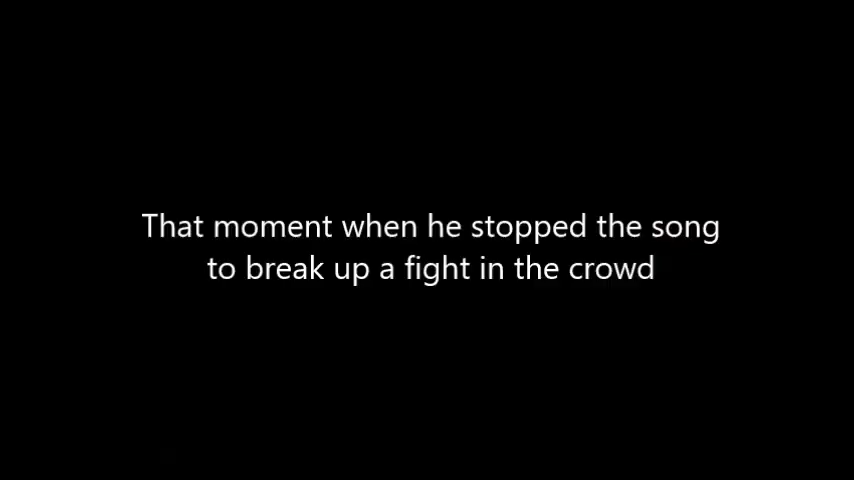 That moment when he stopped the song
to break up a fight in the crowd